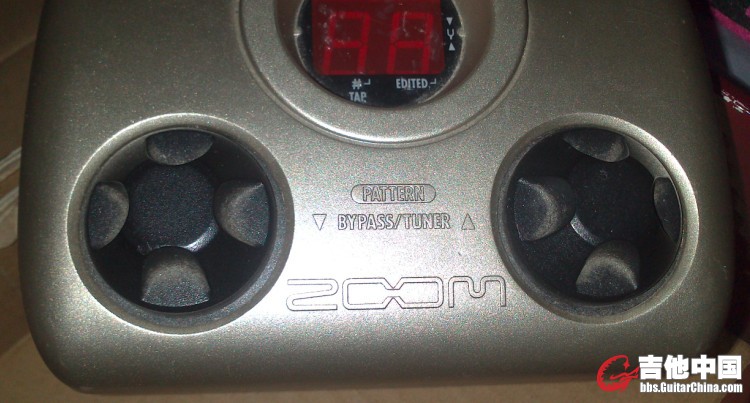 # EDITED
TAP
PATTERN
▽ BYPASS/TUNER △
ZOOM
吉他中国
bbs.GuitarChina.com